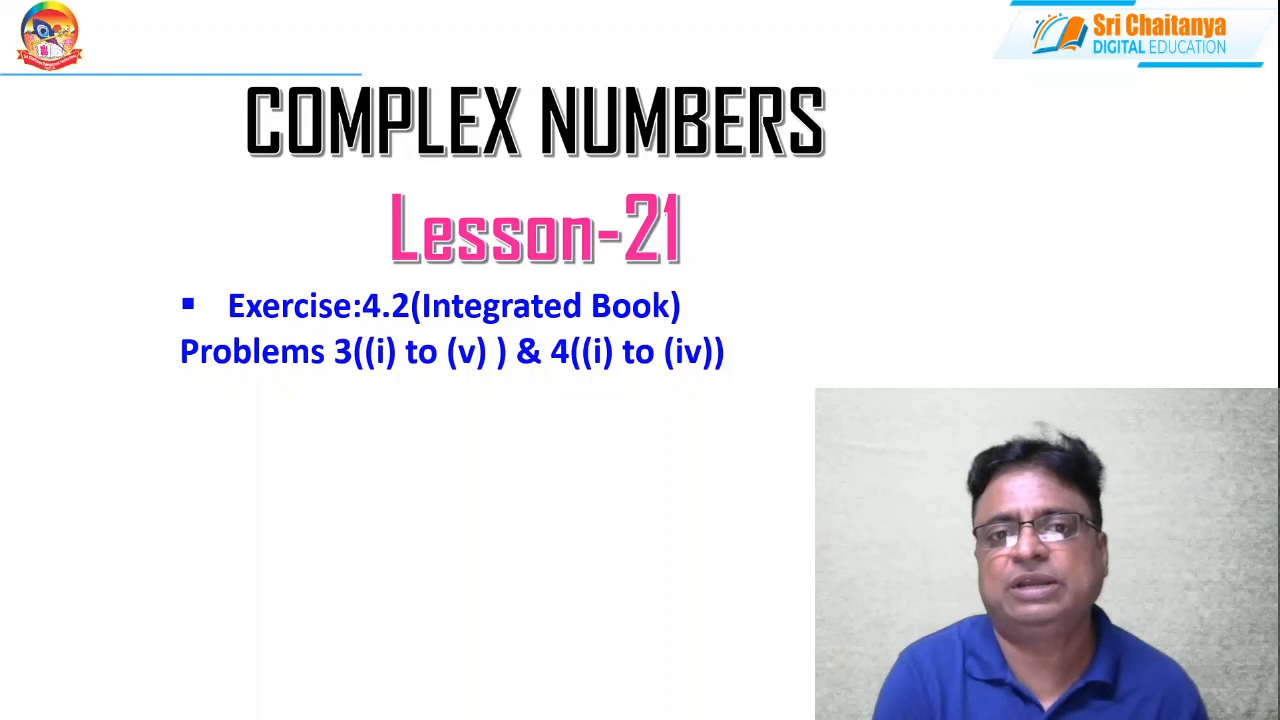 Sri Chaitanya
DIGITAL EDUCATION
COMPLEX NUMBERS
Lesson-21
▪ Exercise:4.2(Integrated Book)
Problems 3((i) to (v) ) & 4((i) to (iv))